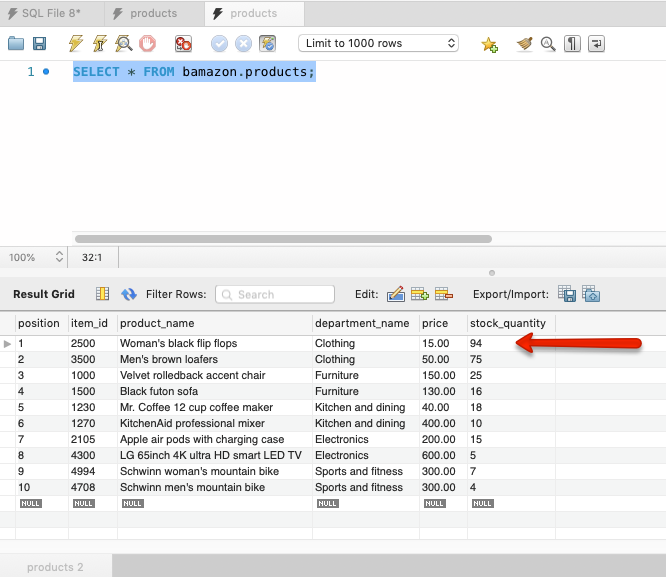 SQL File 8* products products
Limit to 1000 rows
1 SELECT * FROM bamazon.products;
100% 32:1
Result Grid Filter Rows: Search Edit: Export/Import:
position item_id product_name department_name price stock_quantity
1 2500 Woman's black flip flops Clothing 15.00 94
2 3500 Men's brown loafers Clothing 50.00 75
3 1000 Velvet rolledback accent chair Furniture 150.00 25
4 1500 Black futon sofa Furniture 130.00 16
5 1230 Mr. Coffee 12 cup coffee maker Kitchen and dining 40.00 18
6 1270 KitchenAid professional mixer Kitchen and dining 400.00 10
7 2105 Apple air pods with charging case Electronics 200.00 15
8 4300 LG 65inch 4K ultra HD smart LED TV Electronics 600.00 5
9 4994 Schwinn woman's mountain bike Sports and fitness 300.00 7
10 4708 Schwinn men's mountain bike Sports and fitness 300.00 4
NULL NULL NULL NULL NULL NULL
products 2